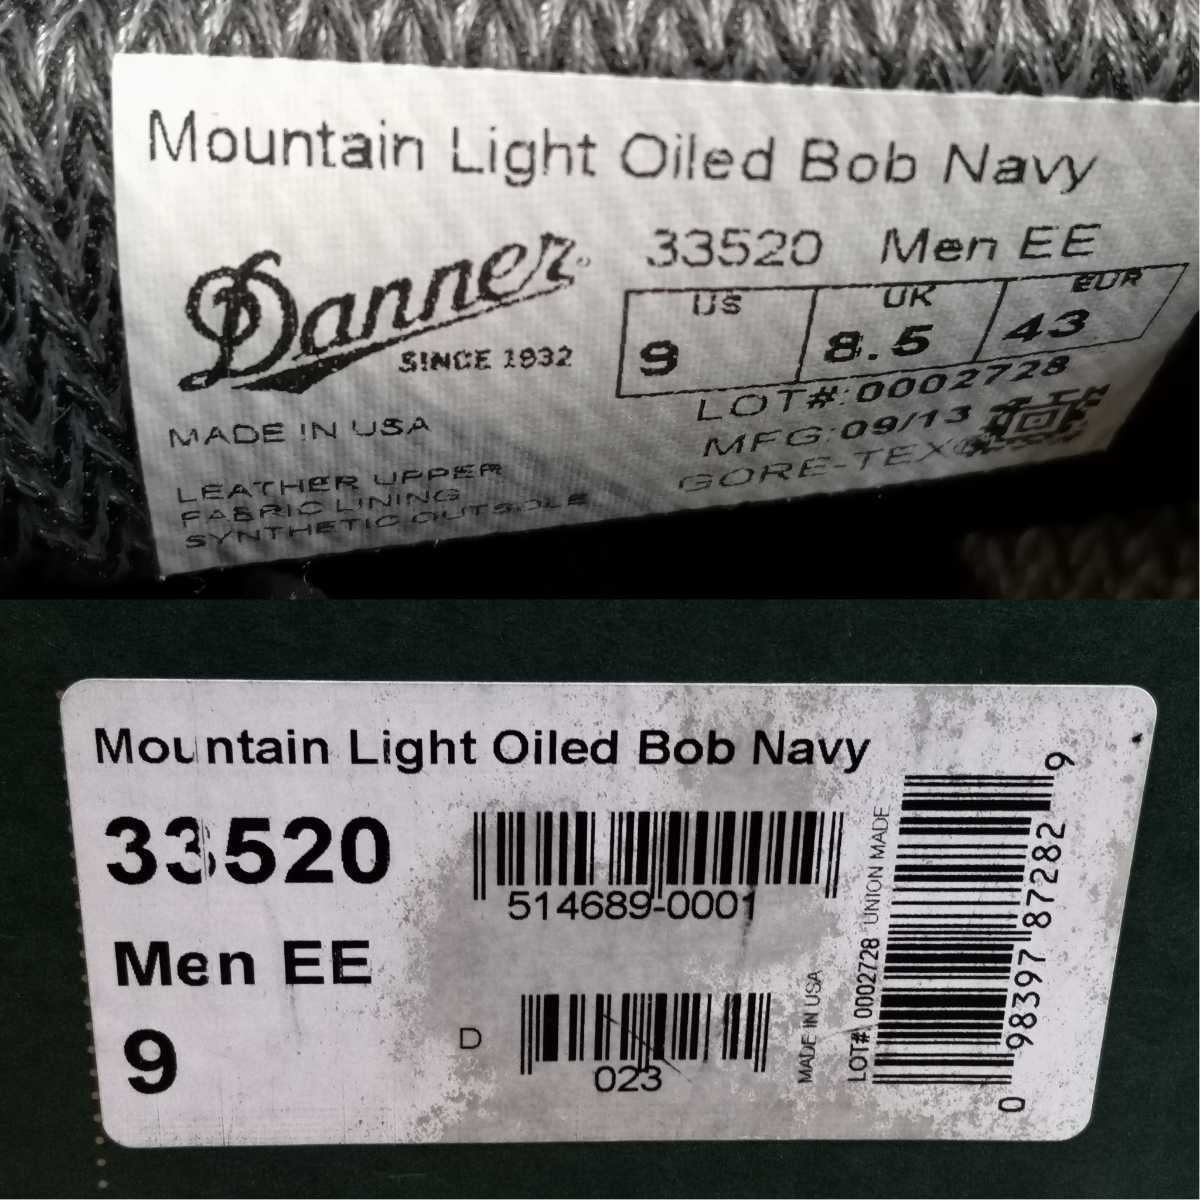 Mountain Light Oiled Bob Navy
33520 Men EE
Danner
SINCE 1932
US UK EUR
9 8.5 43
LOT#:0002728
MFG:09/13
GORE-TEX
MADE IN USA
LEATHER UPPER
FABRIC LINING
SYNTHETIC OUTSOLE
Mountain Light Oiled Bob Navy
33520
Men EE
9
514689-0001
D
023
MADE IN USA
LOT# 0002728 UNION MADE
0 98397 87282 9